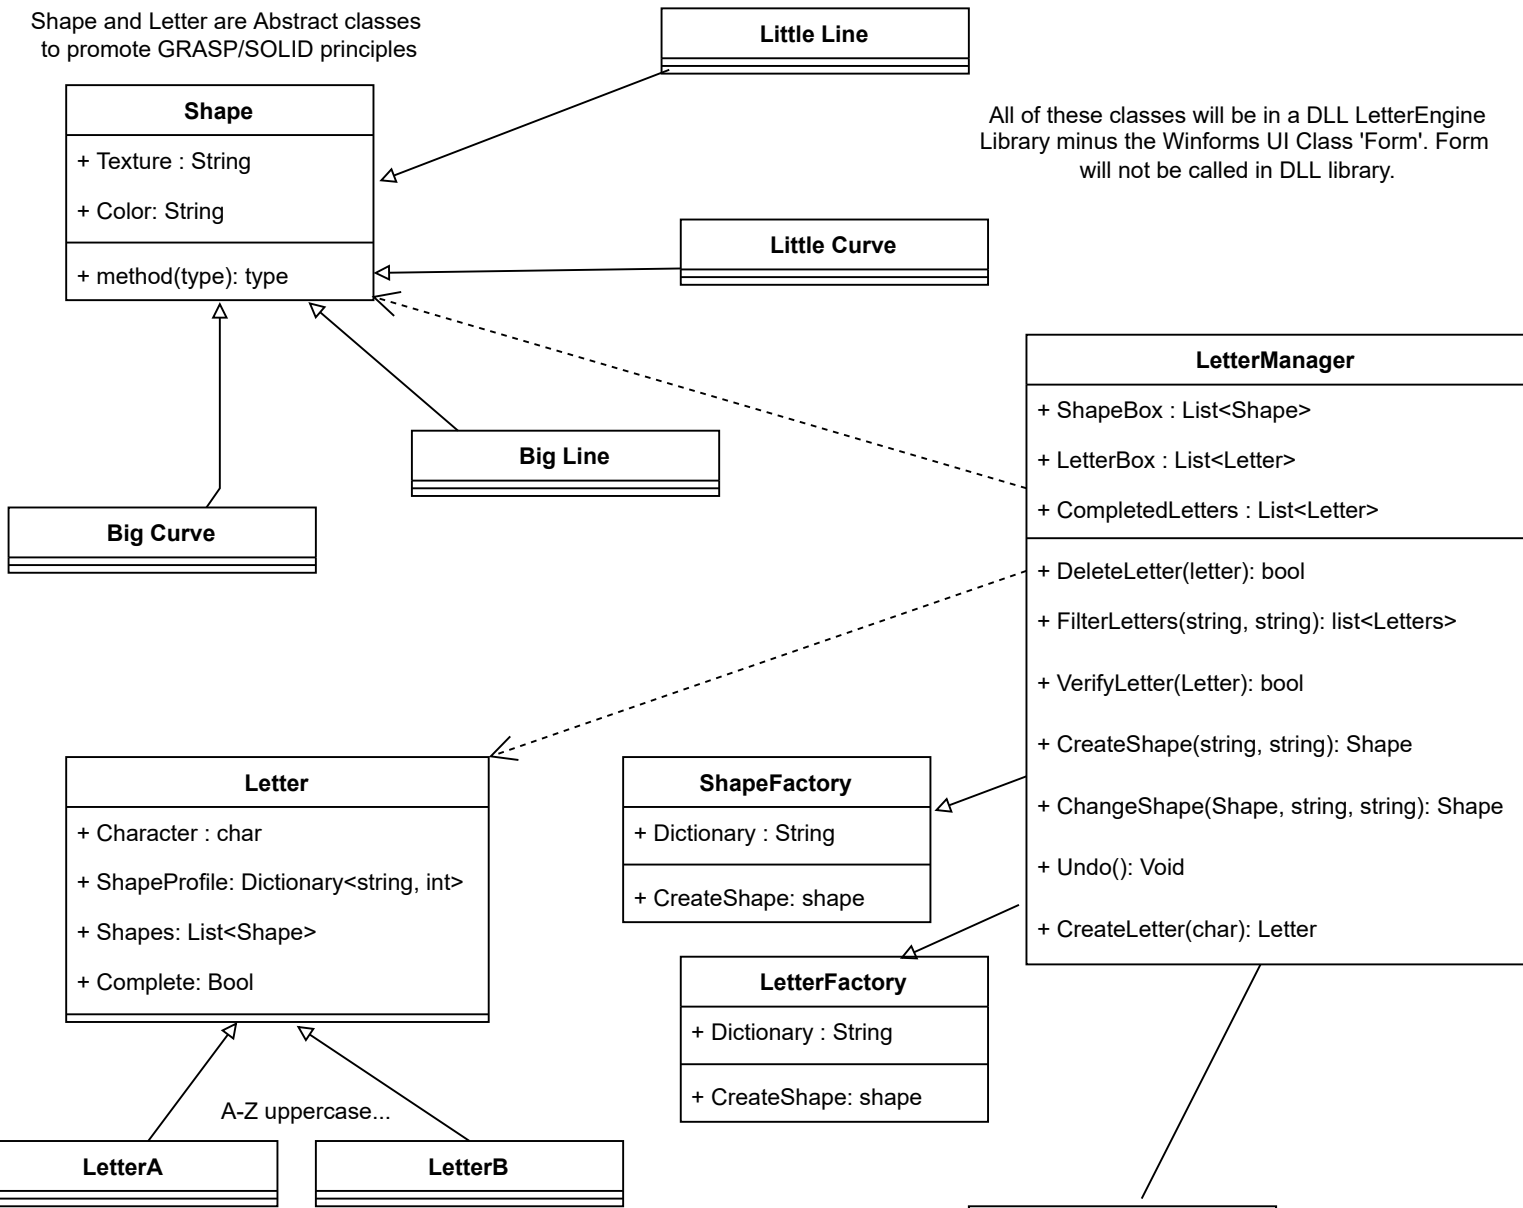 Shape and Letter are Abstract classes
to promote GRASP/SOLID principles
Little Line
Shape
+ Texture : String
+ Color: String
+ method(type): type
All of these classes will be in a DLL LetterEngine
Library minus the Winforms UI Class 'Form'. Form
will not be called in DLL library.
Little Curve
Big Line
Big Curve
LetterManager
+ ShapeBox : List<Shape>
+ LetterBox : List<Letter>
+ CompletedLetters : List<Letter>
+ DeleteLetter(letter): bool
+ FilterLetters(string, string): list<Letters>
+ VerifyLetter(Letter): bool
+ CreateShape(string, string): Shape
+ ChangeShape(Shape, string, string): Shape
+ Undo(): Void
+ CreateLetter(char): Letter
Letter
+ Character : char
+ ShapeProfile: Dictionary<string, int>
+ Shapes: List<Shape>
+ Complete: Bool
ShapeFactory
+ Dictionary : String
+ CreateShape: shape
LetterFactory
+ Dictionary : String
+ CreateShape: shape
A-Z uppercase...
LetterA
LetterB